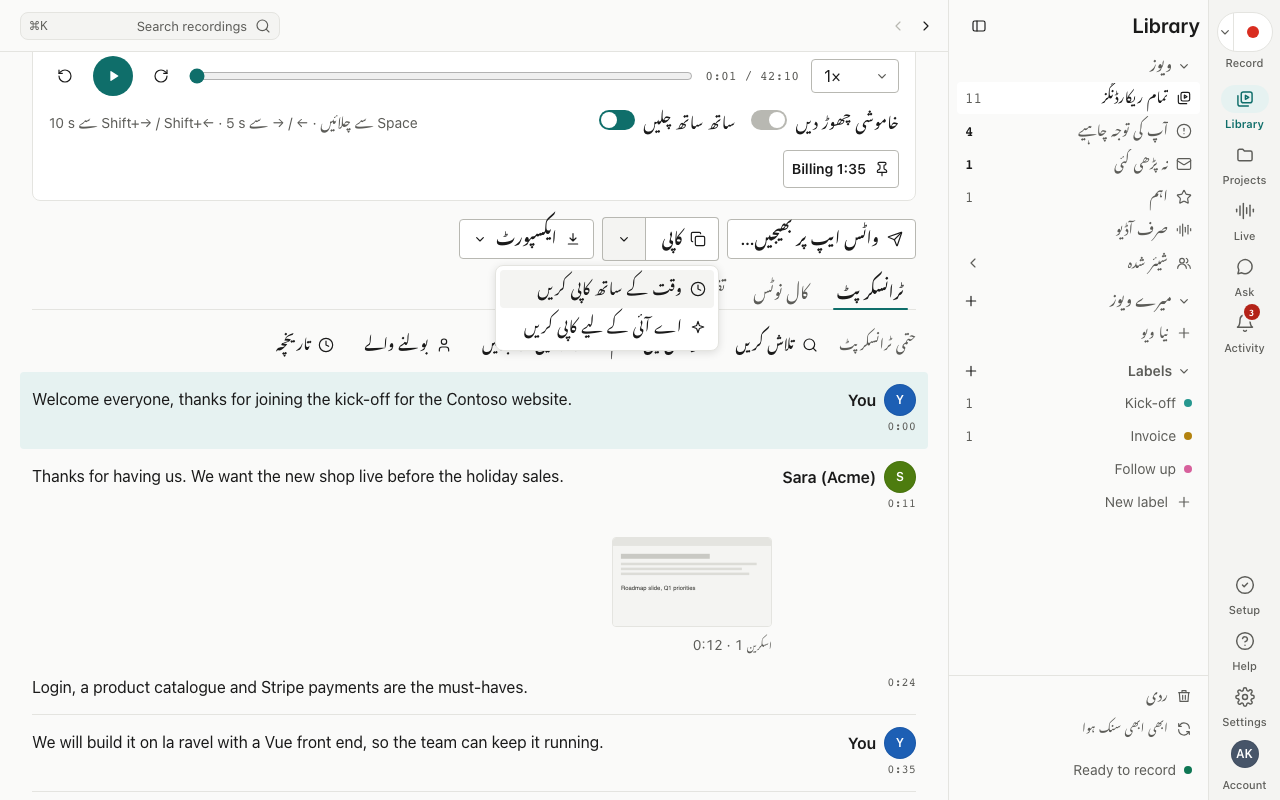 Record
Library
Projects
Live
Ask
3
Activity
Setup
Help
Settings
AK
Account
Library
ویوز
تمام ریکارڈنگز 11
آپ کی توجہ چاہیے 4
نہ پڑھی گئی 1
اہم 1
صرف آڈیو
شیئر شدہ
میرے ویوز
نیا ویو
Labels
Kick-off 1
Invoice 1
Follow up
New label
ردی
ابھی ابھی سنک ہوا
Ready to record
Search recordings ⌘K
0:01 / 42:10 1×
خاموشی چھوڑ دیں ساتھ ساتھ چلیں
Space سے چلائیں · ← / → سے 5 s · Shift+← / Shift+→ سے 10 s
Billing 1:35
واٹس ایپ پر بھیجیں... کاپی ایکسپورٹ
وقت کے ساتھ کاپی کریں
اے آئی کے لیے کاپی کریں
ٹرانسکرپٹ کال نوٹس
حتمی ٹرانسکرپٹ تلاش کریں بولنے والے تاریخچہ
You
0:00
Welcome everyone, thanks for joining the kick-off for the Contoso website.
Sara (Acme)
0:11
Thanks for having us. We want the new shop live before the holiday sales.
Roadmap slide, Q1 priorities
اسکرین 1 · 0:12
0:24
Login, a product catalogue and Stripe payments are the must-haves.
You
0:35
We will build it on la ravel with a Vue front end, so the team can keep it running.
Y
S
Y